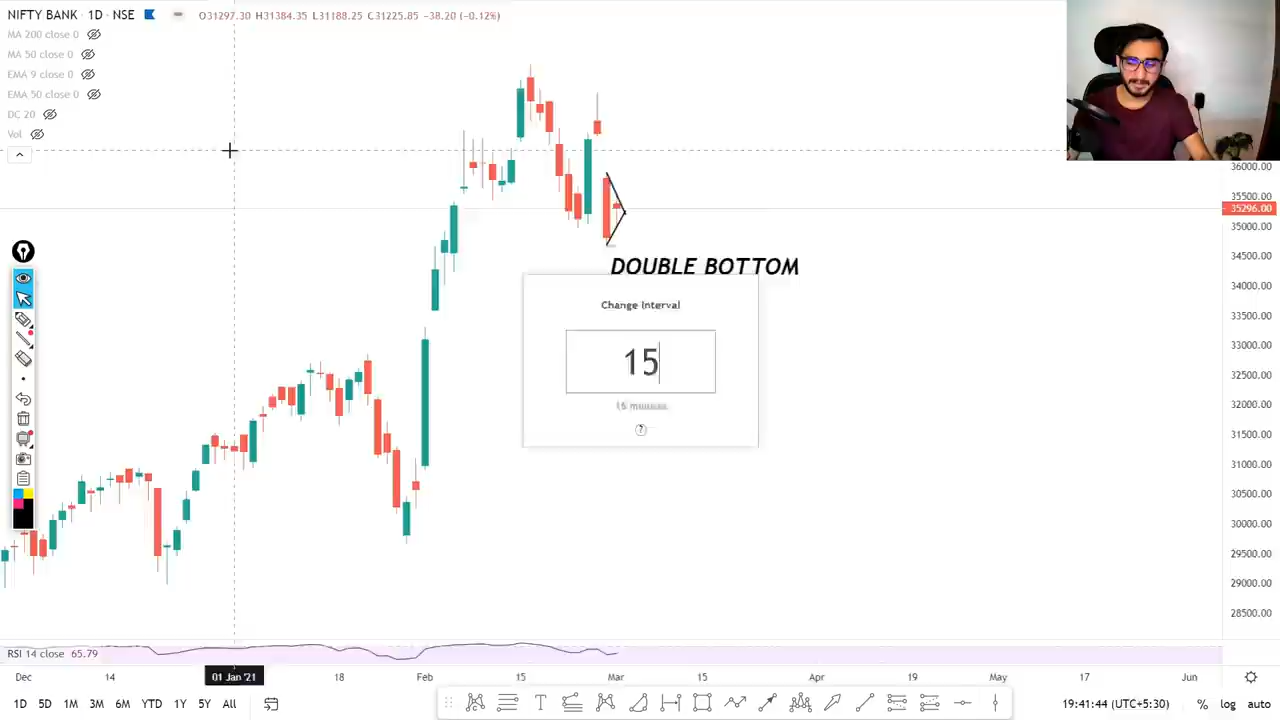 NIFTY BANK · 1D · NSE O31297.30 H31384.35 L31188.25 C31225.85 −38.20 (−0.12%)
MA 200 close 0
MA 50 close 0
EMA 9 close 0
EMA 50 close 0
DC 20
Vol
36000.00
35500.00
35296.00
35000.00
34500.00
34000.00
33500.00
33000.00
32500.00
32000.00
31500.00
31000.00
30500.00
30000.00
29500.00
29000.00
28500.00
DOUBLE BOTTOM
Change Interval
15
?
RSI 14 close 65.79
Dec 14 01 Jan '21 18 Feb 15 Mar 15 Apr 19 May 17 Jun
1D 5D 1M 3M 6M YTD 1Y 5Y All
19:41:44 (UTC+5:30) % log auto